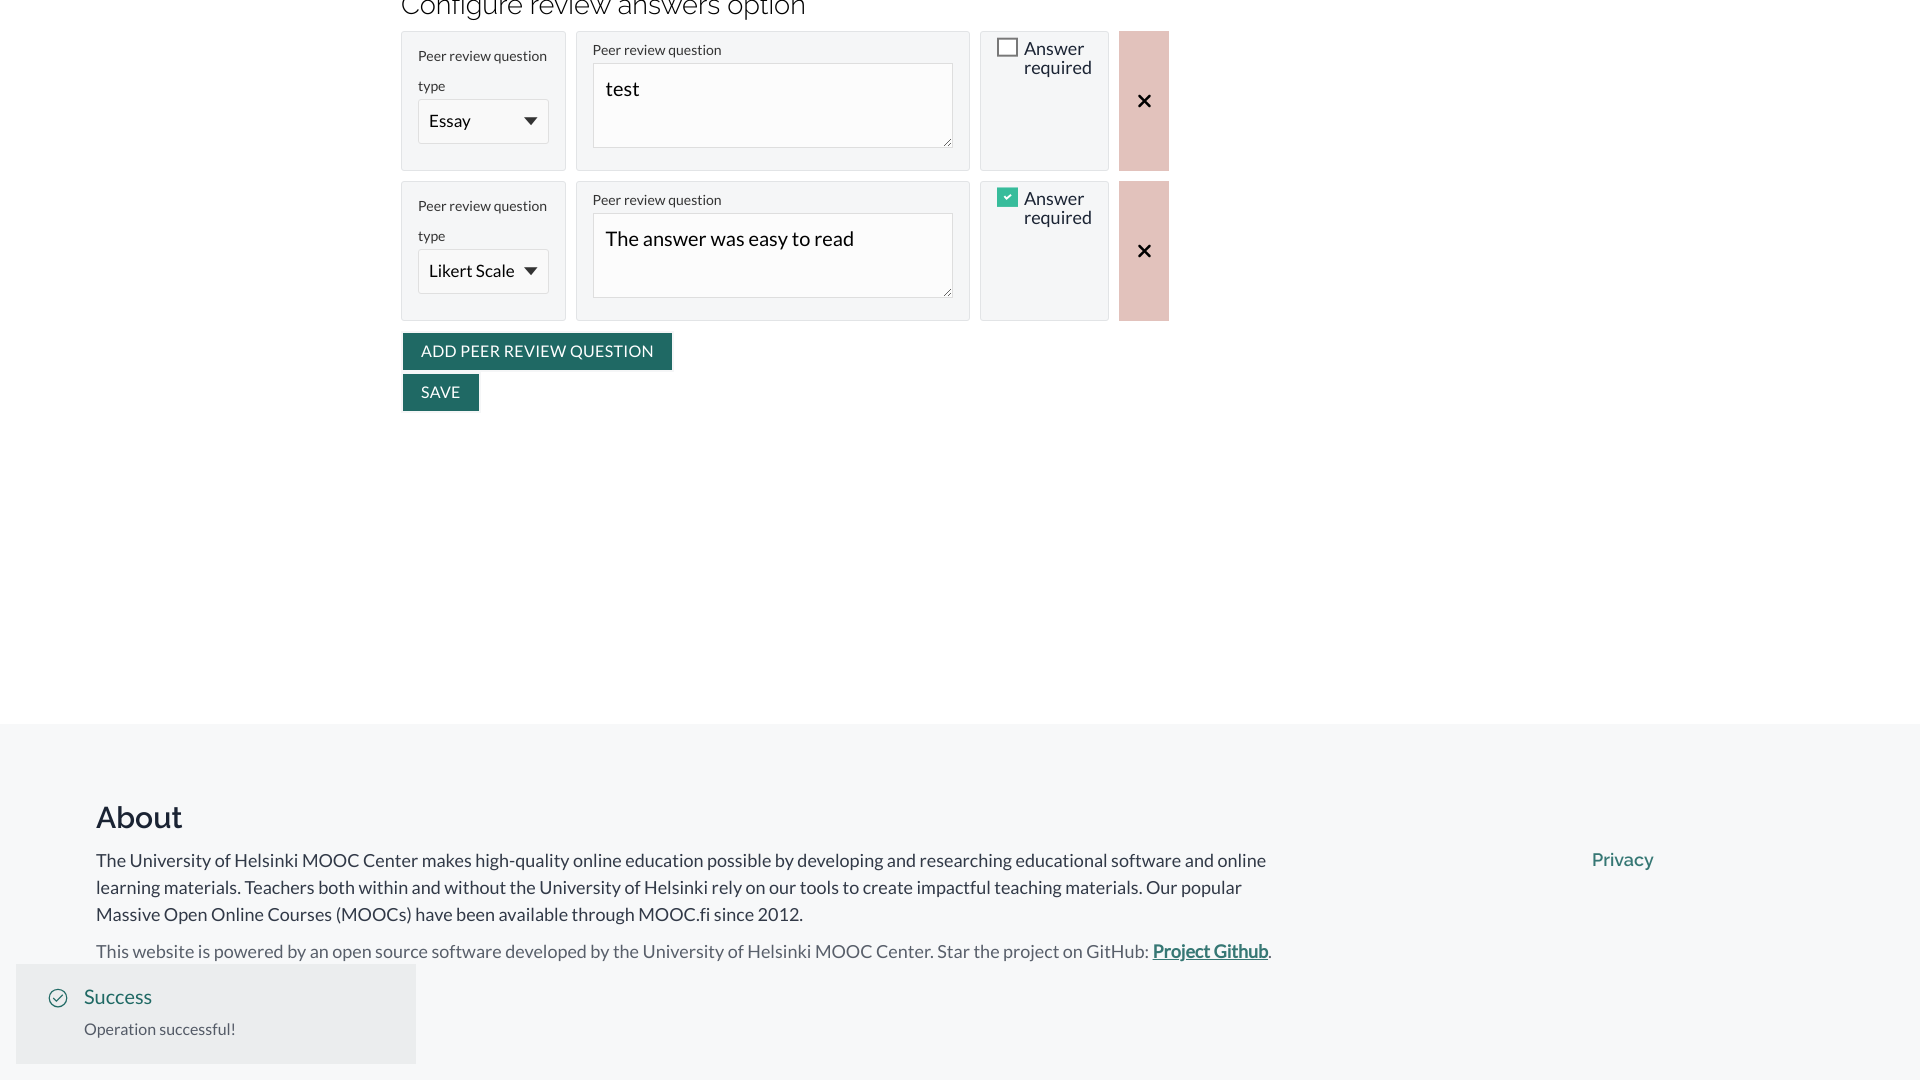 Configure review answers option
Peer review question
type
Essay
Peer review question
test
Answer
required
Peer review question
type
Likert Scale
Peer review question
The answer was easy to read
Answer
required
ADD PEER REVIEW QUESTION
SAVE
About
The University of Helsinki MOOC Center makes high-quality online education possible by developing and researching educational software and online
learning materials. Teachers both within and without the University of Helsinki rely on our tools to create impactful teaching materials. Our popular
Massive Open Online Courses (MOOCs) have been available through MOOC.fi since 2012.
This website is powered by an open source software developed by the University of Helsinki MOOC Center. Star the project on GitHub: Project Github.
Privacy
Success
Operation successful!